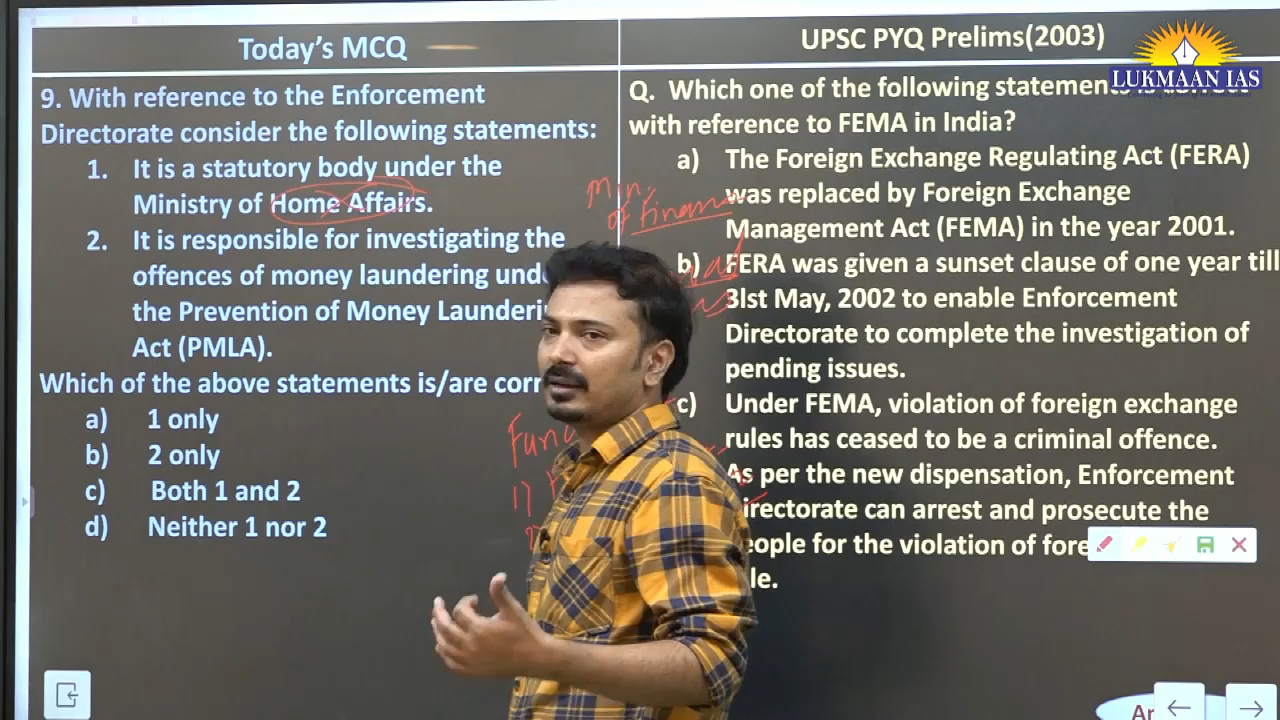 Today's MCQ
9. With reference to the Enforcement
Directorate consider the following statements:
1. It is a statutory body under the
Ministry of Home Affairs.
2. It is responsible for investigating the
offences of money laundering
the Prevention of Money
Act (PMLA).
Which of the above statements is/are
a) 1 only
b) 2 only
c) Both 1 and 2
d) Neither 1 nor 2
Min.
of Finance
1)
UPSC PYQ Prelims(2003)
Q. Which one of the following
with reference to FEMA in India?
a) The Foreign Exchange Regulating Act (FERA)
was replaced by Foreign Exchange
Management Act (FEMA) in the year 2001.
b) FERA was given a sunset clause of one year till
3lst May, 2002 to enable Enforcement
Directorate to complete the investigation of
pending issues.
c) Under FEMA, violation of foreign exchange
rules has ceased to be a criminal offence.
As per the new dispensation, Enforcement
can arrest and prosecute the
for the violation of
LUKMAAN IAS